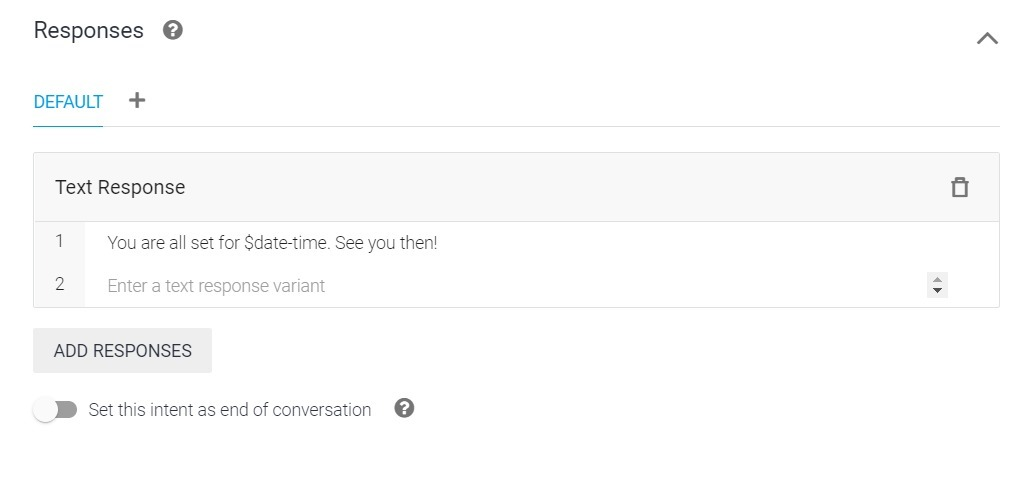 Responses
DEFAULT
Text Response
1 You are all set for $date-time. See you then!
2 Enter a text response variant
ADD RESPONSES
Set this intent as end of conversation